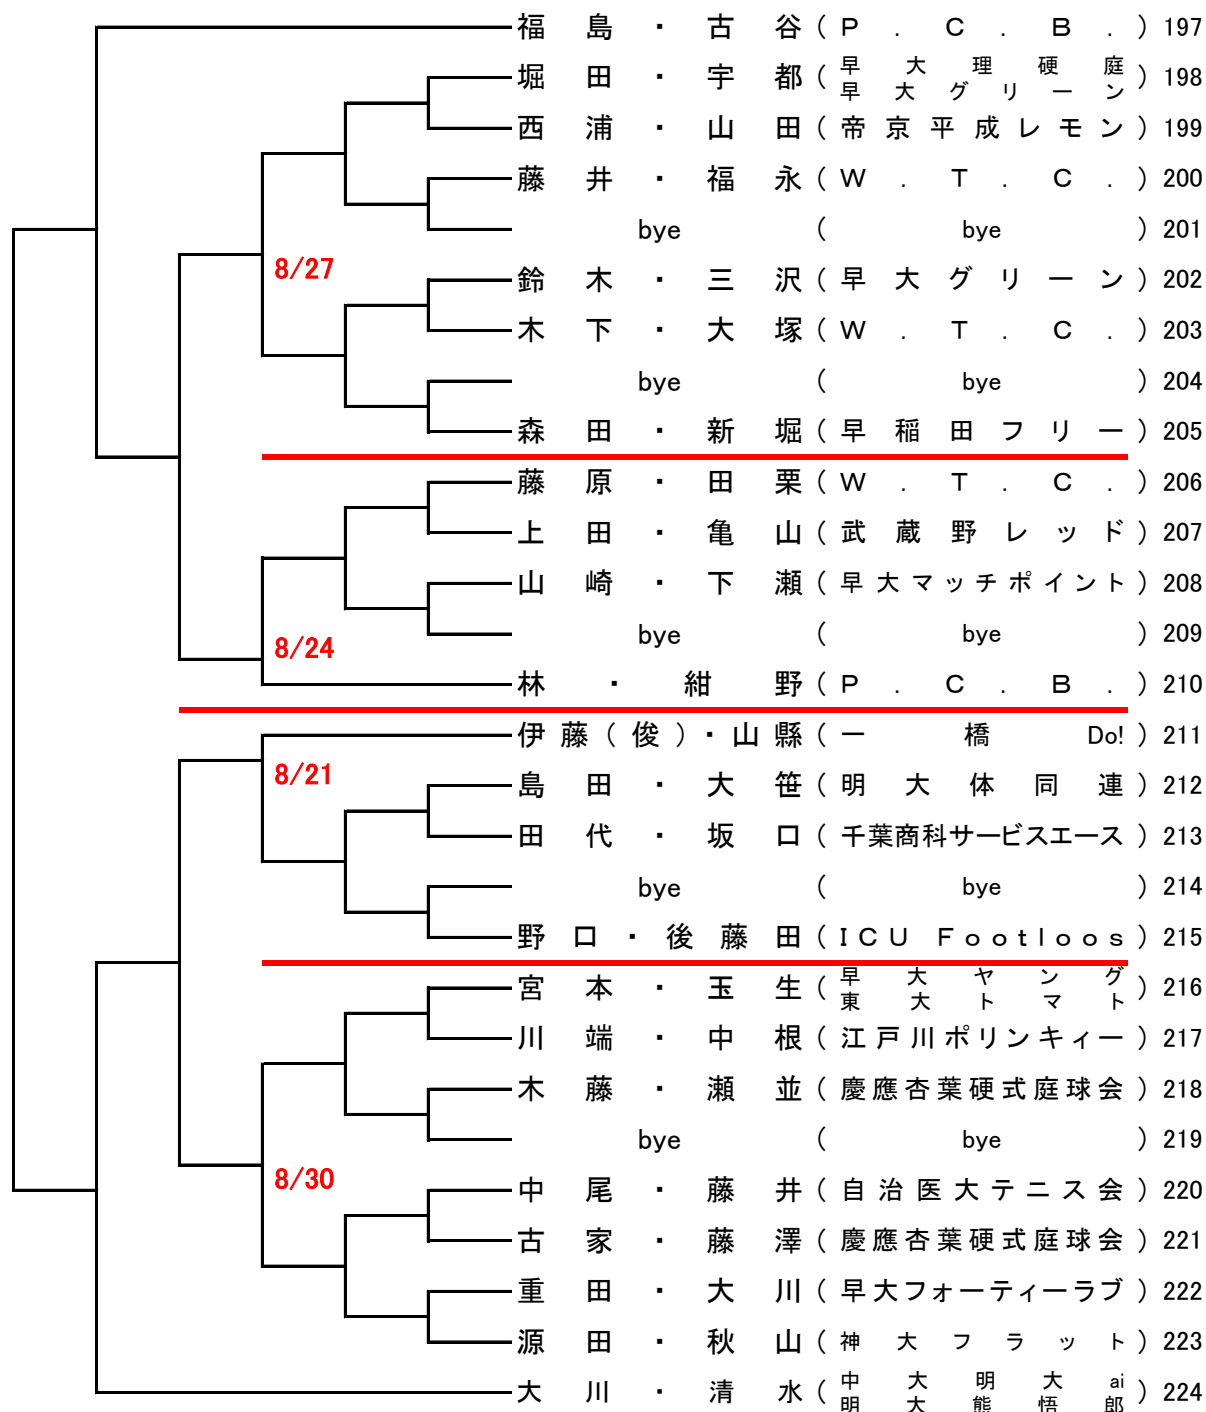 福島・古谷(P.C.B.)197
堀田・宇都(早大理硬庭 早大グリーン)198
西浦・山田(帝京平成レモン)199
藤井・福永(W.T.C.)200
bye(bye)201
8/27
鈴木・三沢(早大グリーン)202
木下・大塚(W.T.C.)203
bye(bye)204
森田・新堀(早稲田フリー)205
藤原・田栗(W.T.C.)206
上田・亀山(武蔵野レッド)207
山崎・下瀬(早大マッチポイント)208
bye(bye)209
8/24
林・紺野(P.C.B.)210
伊藤(俊)・山縣(一橋Do!)211
8/21
島田・大笹(明大体同連)212
田代・坂口(千葉商科サービスエース)213
bye(bye)214
野口・後藤田(ICU Footloos)215
宮本・玉生(早大ヤング 東大トマト)216
川端・中根(江戸川ポリンキィー)217
木藤・瀬並(慶應杏葉硬式庭球会)218
bye(bye)219
8/30
中尾・藤井(自治医大テニス会)220
古家・藤澤(慶應杏葉硬式庭球会)221
重田・大川(早大フォーティーラブ)222
源田・秋山(神大フラット)223
大川・清水(中大明大ai 明大熊悟郎)224